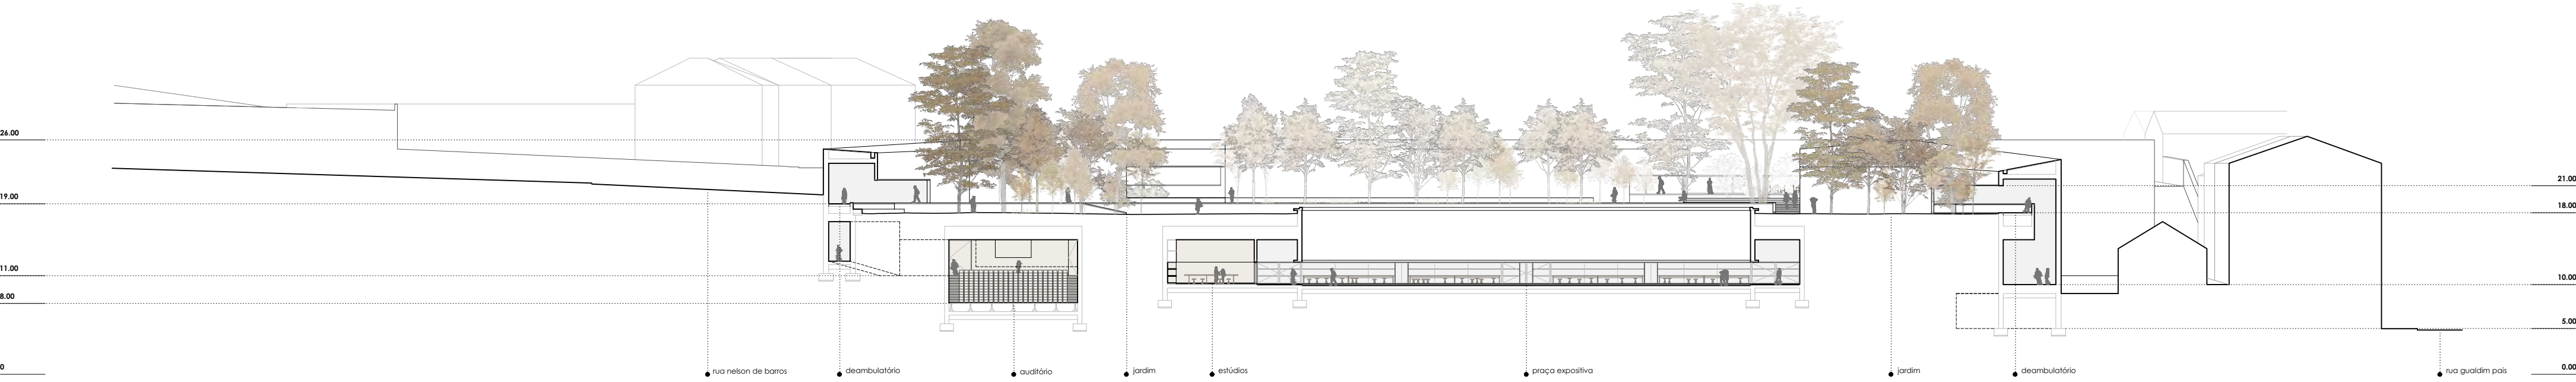 26.00
19.00
11.00
8.00
0
21.00
18.00
10.00
5.00
0.00
rua nelson de barros
deambulatório
auditório
jardim
estúdios
praça expositiva
jardim
deambulatório
rua gualdim pais